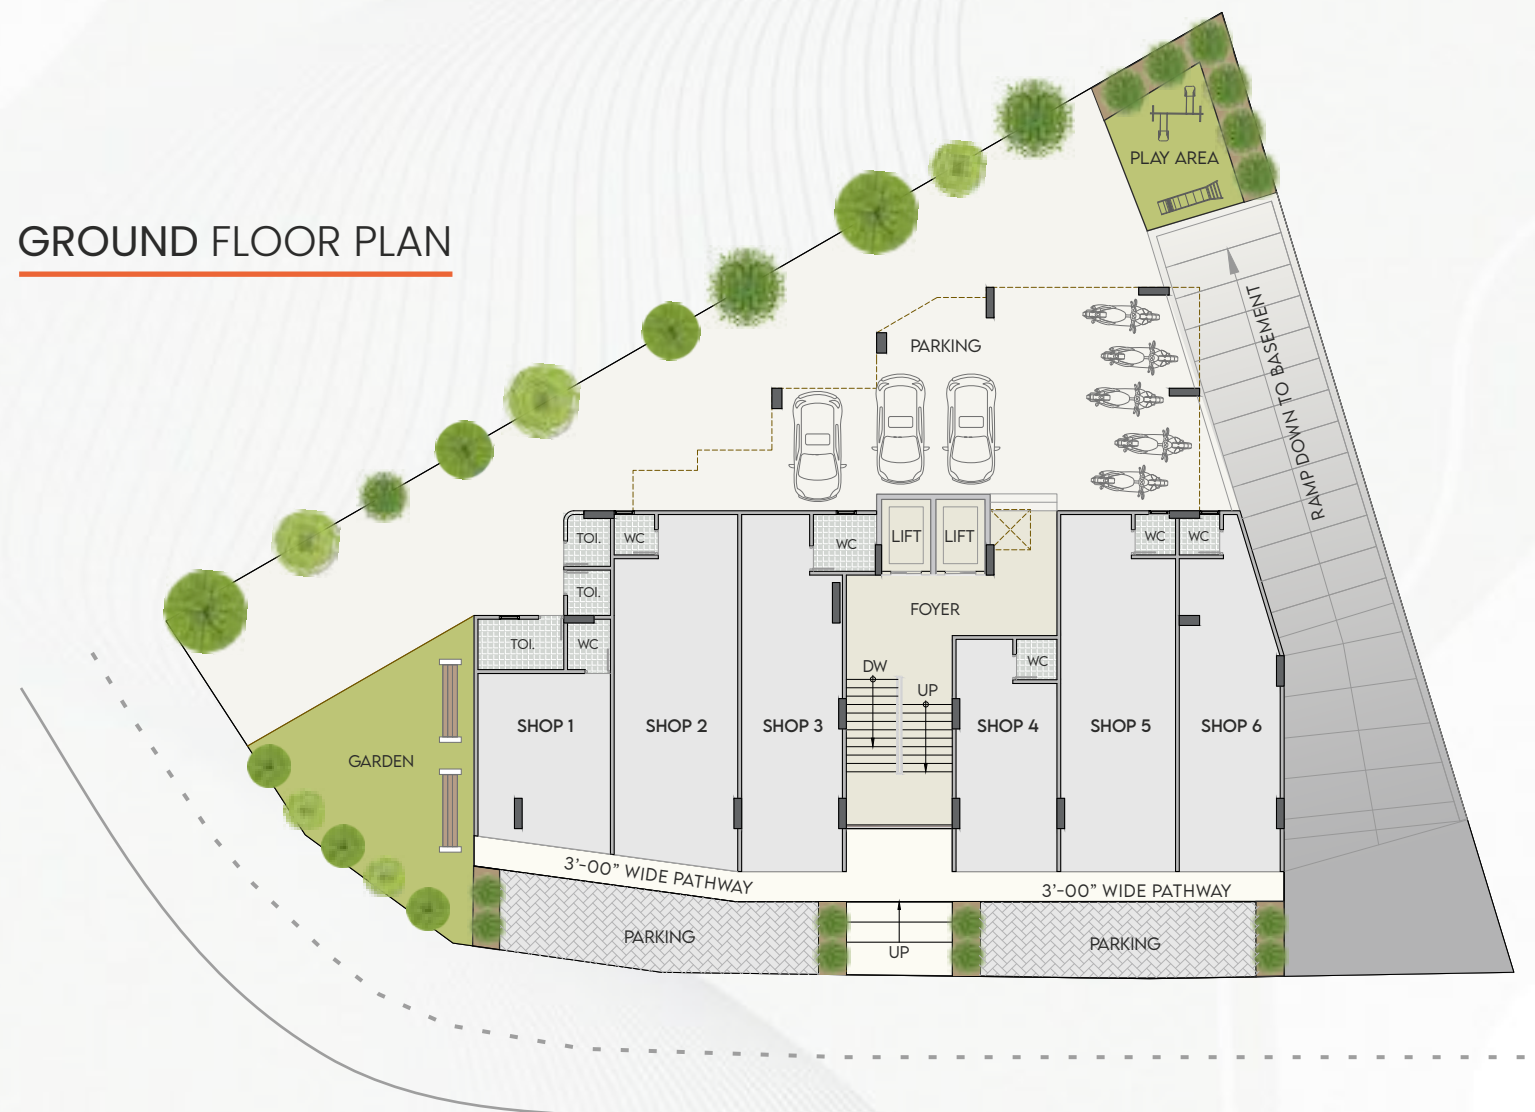 GROUND FLOOR PLAN
PLAY AREA
RAMP DOWN TO BASEMENT
PARKING
TOI.
WC
WC
LIFT
LIFT
WC
WC
TOI.
FOYER
TOI.
WC
WC
DW
UP
SHOP 1
SHOP 2
SHOP 3
SHOP 4
SHOP 5
SHOP 6
GARDEN
3'-00” WIDE PATHWAY
3'-00” WIDE PATHWAY
PARKING
PARKING
UP